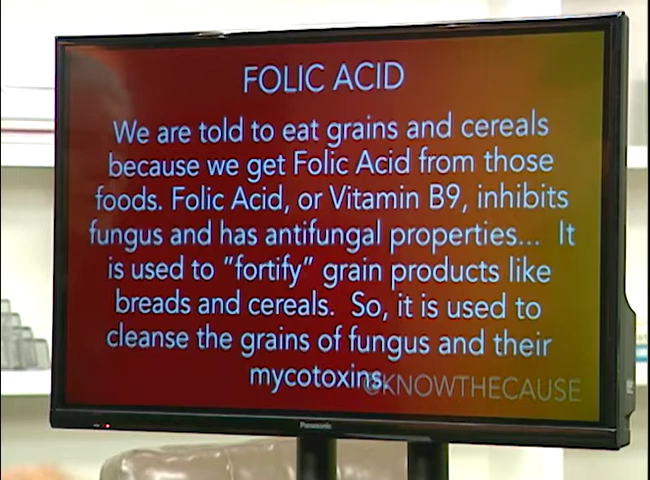 FOLIC ACID
We are told to eat grains and cereals
because we get Folic Acid from those
foods. Folic Acid, or Vitamin B9, inhibits
fungus and has antifungal properties... It
is used to "fortify" grain products like
breads and cereals. So, it is used to
cleanse the grains of fungus and their
mycotoxins.
@KNOWTHECAUSE
Panasonic